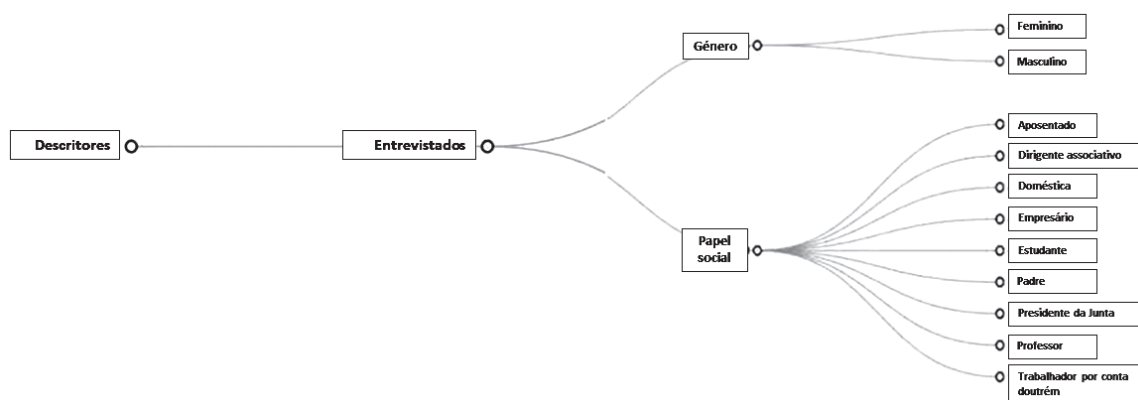 Descritores
Entrevistados
Género
Feminino
Masculino
Papel
social
Aposentado
Dirigente associativo
Doméstica
Empresário
Estudante
Padre
Presidente da Junta
Professor
Trabalhador por conta
doutrém